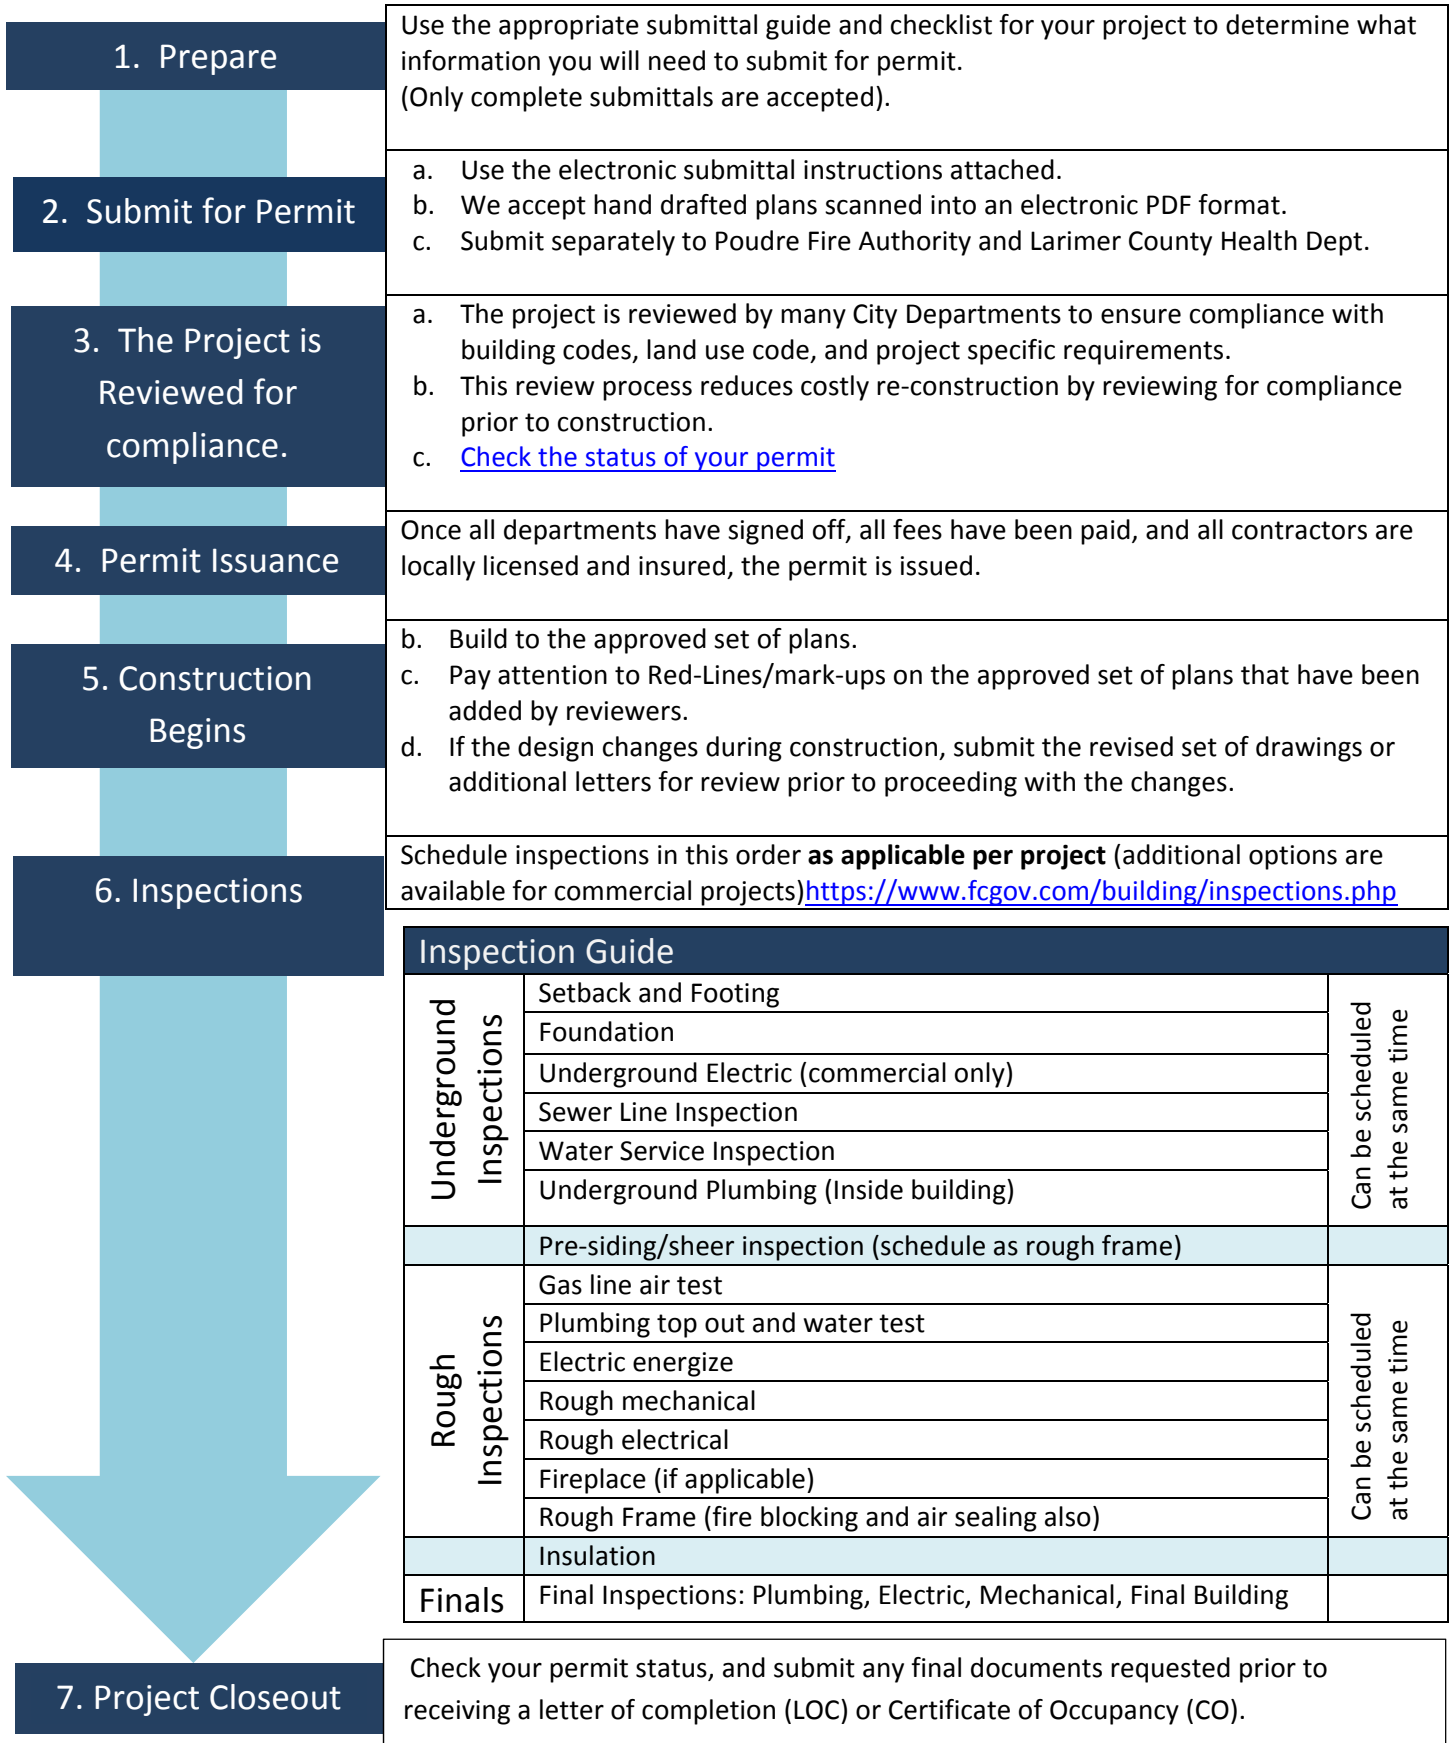 1. Prepare
Use the appropriate submittal guide and checklist for your project to determine what
information you will need to submit for permit.
(Only complete submittals are accepted).
2. Submit for Permit
a. Use the electronic submittal instructions attached.
b. We accept hand drafted plans scanned into an electronic PDF format.
c. Submit separately to Poudre Fire Authority and Larimer County Health Dept.
3. The Project is
Reviewed for
compliance.
a. The project is reviewed by many City Departments to ensure compliance with
building codes, land use code, and project specific requirements.
b. This review process reduces costly re-construction by reviewing for compliance
prior to construction.
c. Check the status of your permit
4. Permit Issuance
Once all departments have signed off, all fees have been paid, and all contractors are
locally licensed and insured, the permit is issued.
5. Construction
Begins
b. Build to the approved set of plans.
c. Pay attention to Red-Lines/mark-ups on the approved set of plans that have been
added by reviewers.
d. If the design changes during construction, submit the revised set of drawings or
additional letters for review prior to proceeding with the changes.
6. Inspections
Schedule inspections in this order as applicable per project (additional options are
available for commercial projects)https://www.fcgov.com/building/inspections.php
Inspection Guide
Underground
Inspections
Setback and Footing
Foundation
Underground Electric (commercial only)
Sewer Line Inspection
Water Service Inspection
Underground Plumbing (Inside building)
Can be scheduled
at the same time
Pre-siding/sheer inspection (schedule as rough frame)
Rough
Inspections
Gas line air test
Plumbing top out and water test
Electric energize
Rough mechanical
Rough electrical
Fireplace (if applicable)
Rough Frame (fire blocking and air sealing also)
Can be scheduled
at the same time
Insulation
Finals
Final Inspections: Plumbing, Electric, Mechanical, Final Building
7. Project Closeout
Check your permit status, and submit any final documents requested prior to
receiving a letter of completion (LOC) or Certificate of Occupancy (CO).